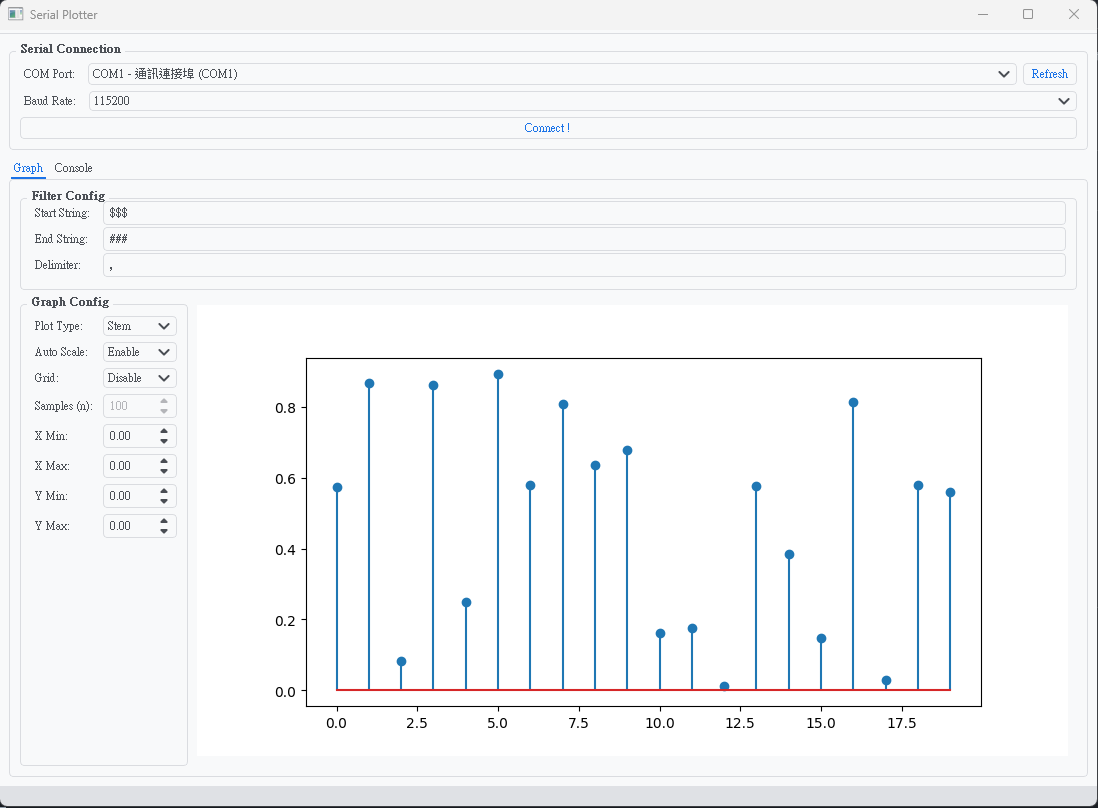 Serial Plotter
Serial Connection
COM Port: COM1 - 通訊連接埠 (COM1) Refresh
Baud Rate: 115200
Connect !
Graph Console
Filter Config
Start String: $$$
End String: ###
Delimiter: ,
Graph Config
Plot Type: Stem
Auto Scale: Enable
Grid: Disable
Samples (n): 100
X Min: 0.00
X Max: 0.00
Y Min: 0.00
Y Max: 0.00
0.8
0.6
0.4
0.2
0.0
0.0 2.5 5.0 7.5 10.0 12.5 15.0 17.5